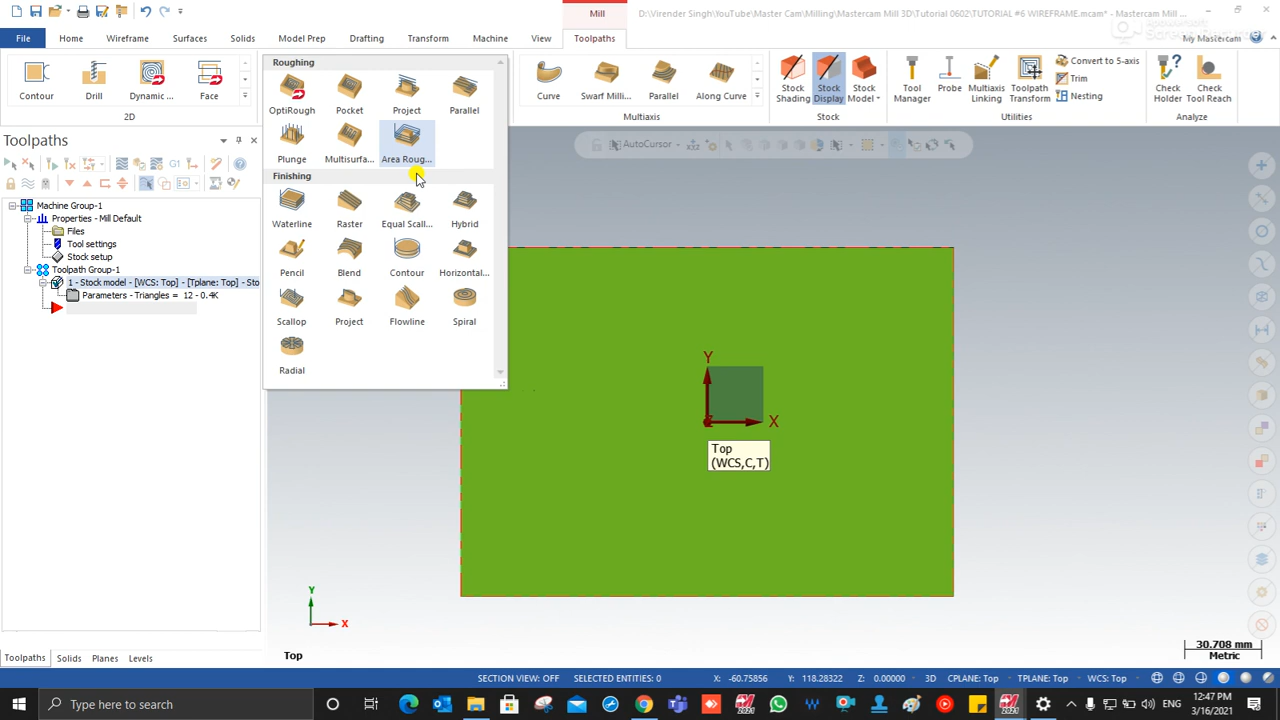 Mill
D:\Virender Singh\YouTube\Master Cam\Milling\Mastercam Mill 3D\Tutorial 0602\TUTORIAL #6 WIREFRAME.mcam* - Mastercam Mill ...
File Home Wireframe Surfaces Solids Model Prep Drafting Transform Machine View Toolpaths My Mastercam
Contour Drill Dynamic ... Face
2D
Roughing
OptiRough Pocket Project Parallel
Plunge Multisurfa... Area Roug...
Finishing
Waterline Raster Equal Scall... Hybrid
Pencil Blend Contour Horizontal...
Scallop Project Flowline Spiral
Radial
Curve Swarf Milli... Parallel Along Curve
Multiaxis
Stock Shading Stock Display Stock Model
Stock
Tool Manager Probe Multiaxis Linking Toolpath Transform
Convert to 5-axis
Trim
Nesting
Utilities
Check Holder Check Tool Reach
Analyze
Toolpaths
AutoCursor
G1
Machine Group-1
Properties - Mill Default
Files
Tool settings
Stock setup
Toolpath Group-1
1 - Stock model - [WCS: Top] - [Tplane: Top] - Sto
Parameters - Triangles = 12 - 0.4K
Y
X
Z
Top
(WCS,C,T)
Y
X
Top
30.708 mm
Metric
Toolpaths Solids Planes Levels
SECTION VIEW: OFF SELECTED ENTITIES: 0 X: -60.75856 Y: 118.28322 Z: 0.00000 3D CPLANE: Top TPLANE: Top WCS: Top
Type here to search
ENG
12:47 PM
3/16/2021